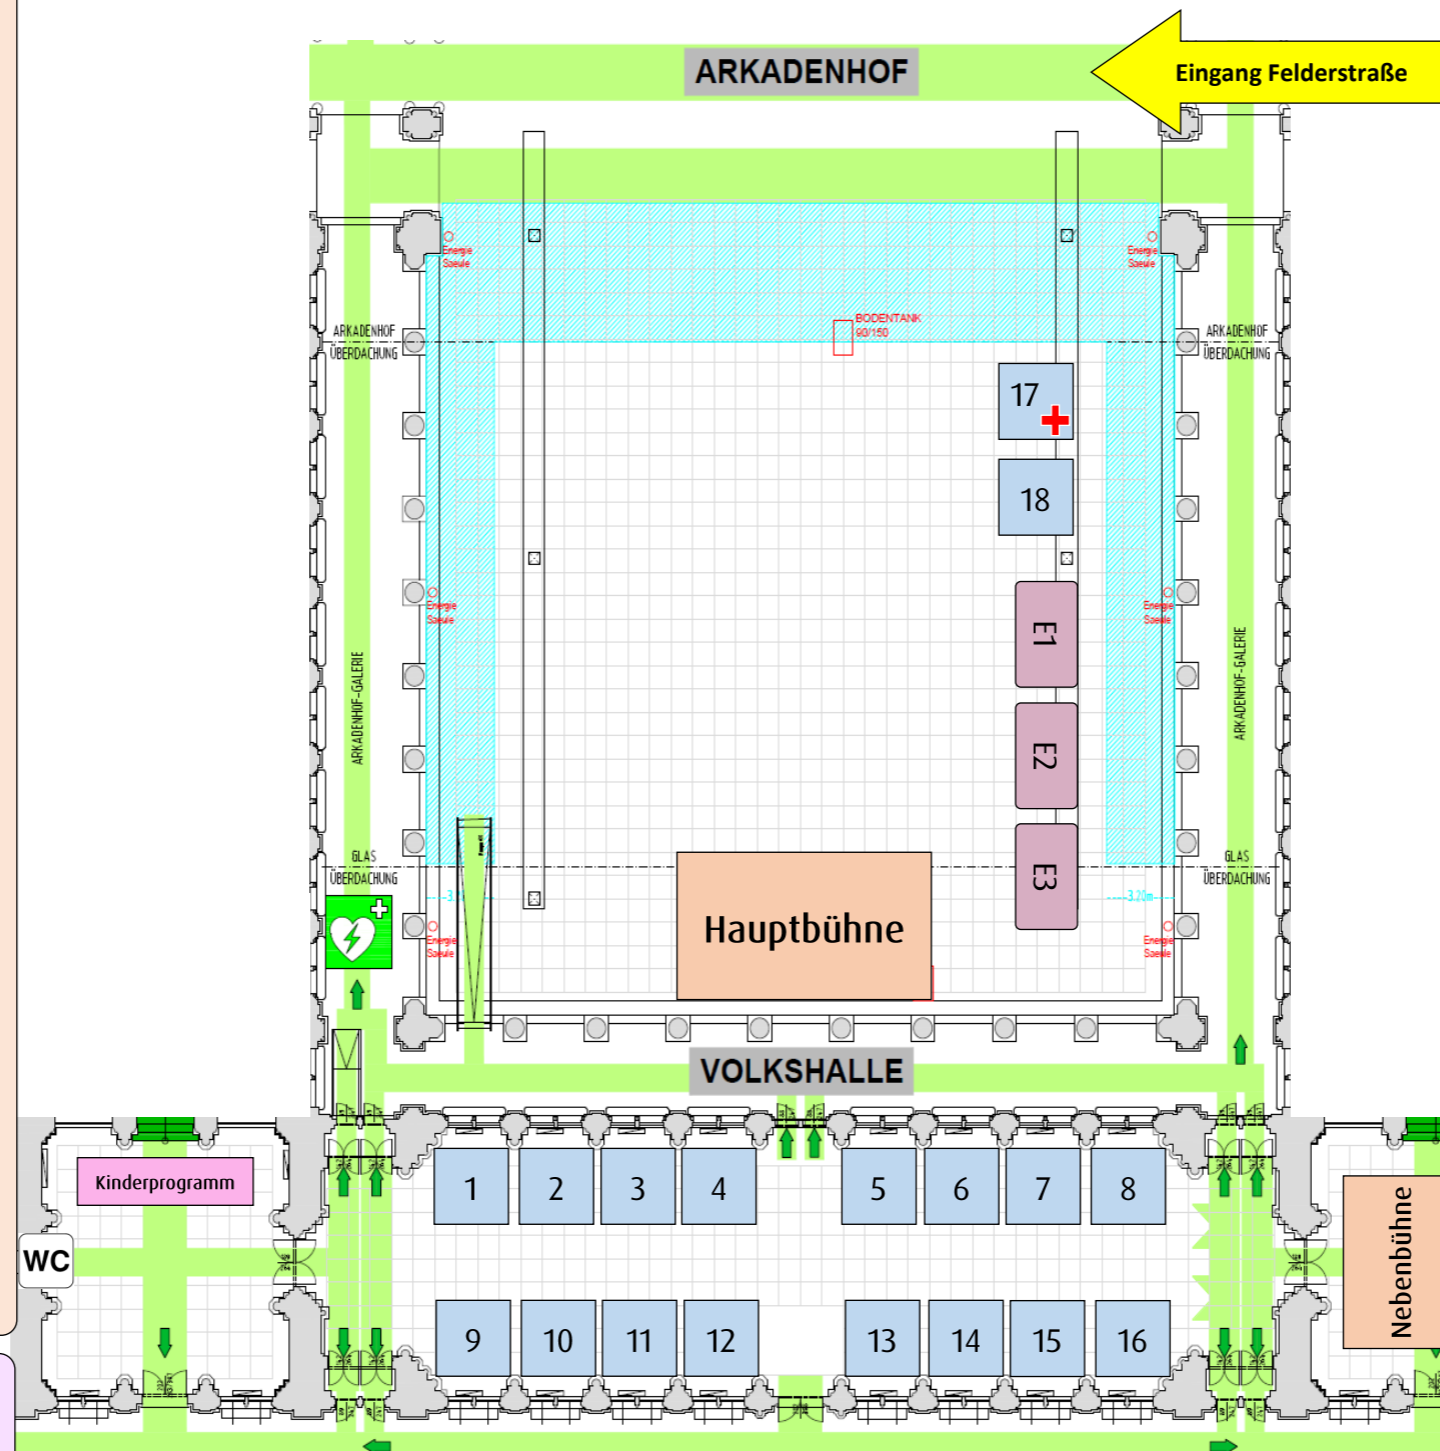 ARKADENHOF
Eingang Felderstraße
Energie
Saeule
Energie
Saeule
BODENTANK
90/150
ARKADENHOF
ÜBERDACHUNG
ARKADENHOF
ÜBERDACHUNG
17
18
Energie
Saeule
Energie
Saeule
E1
ARKADENHOF-GALERIE
ARKADENHOF-GALERIE
E2
E3
GLAS
ÜBERDACHUNG
GLAS
ÜBERDACHUNG
3.20m
Hauptbühne
Energie
Saeule
Energie
Saeule
VOLKSHALLE
Kinderprogramm
1
2
3
4
5
6
7
8
WC
Nebenbühne
9
10
11
12
13
14
15
16